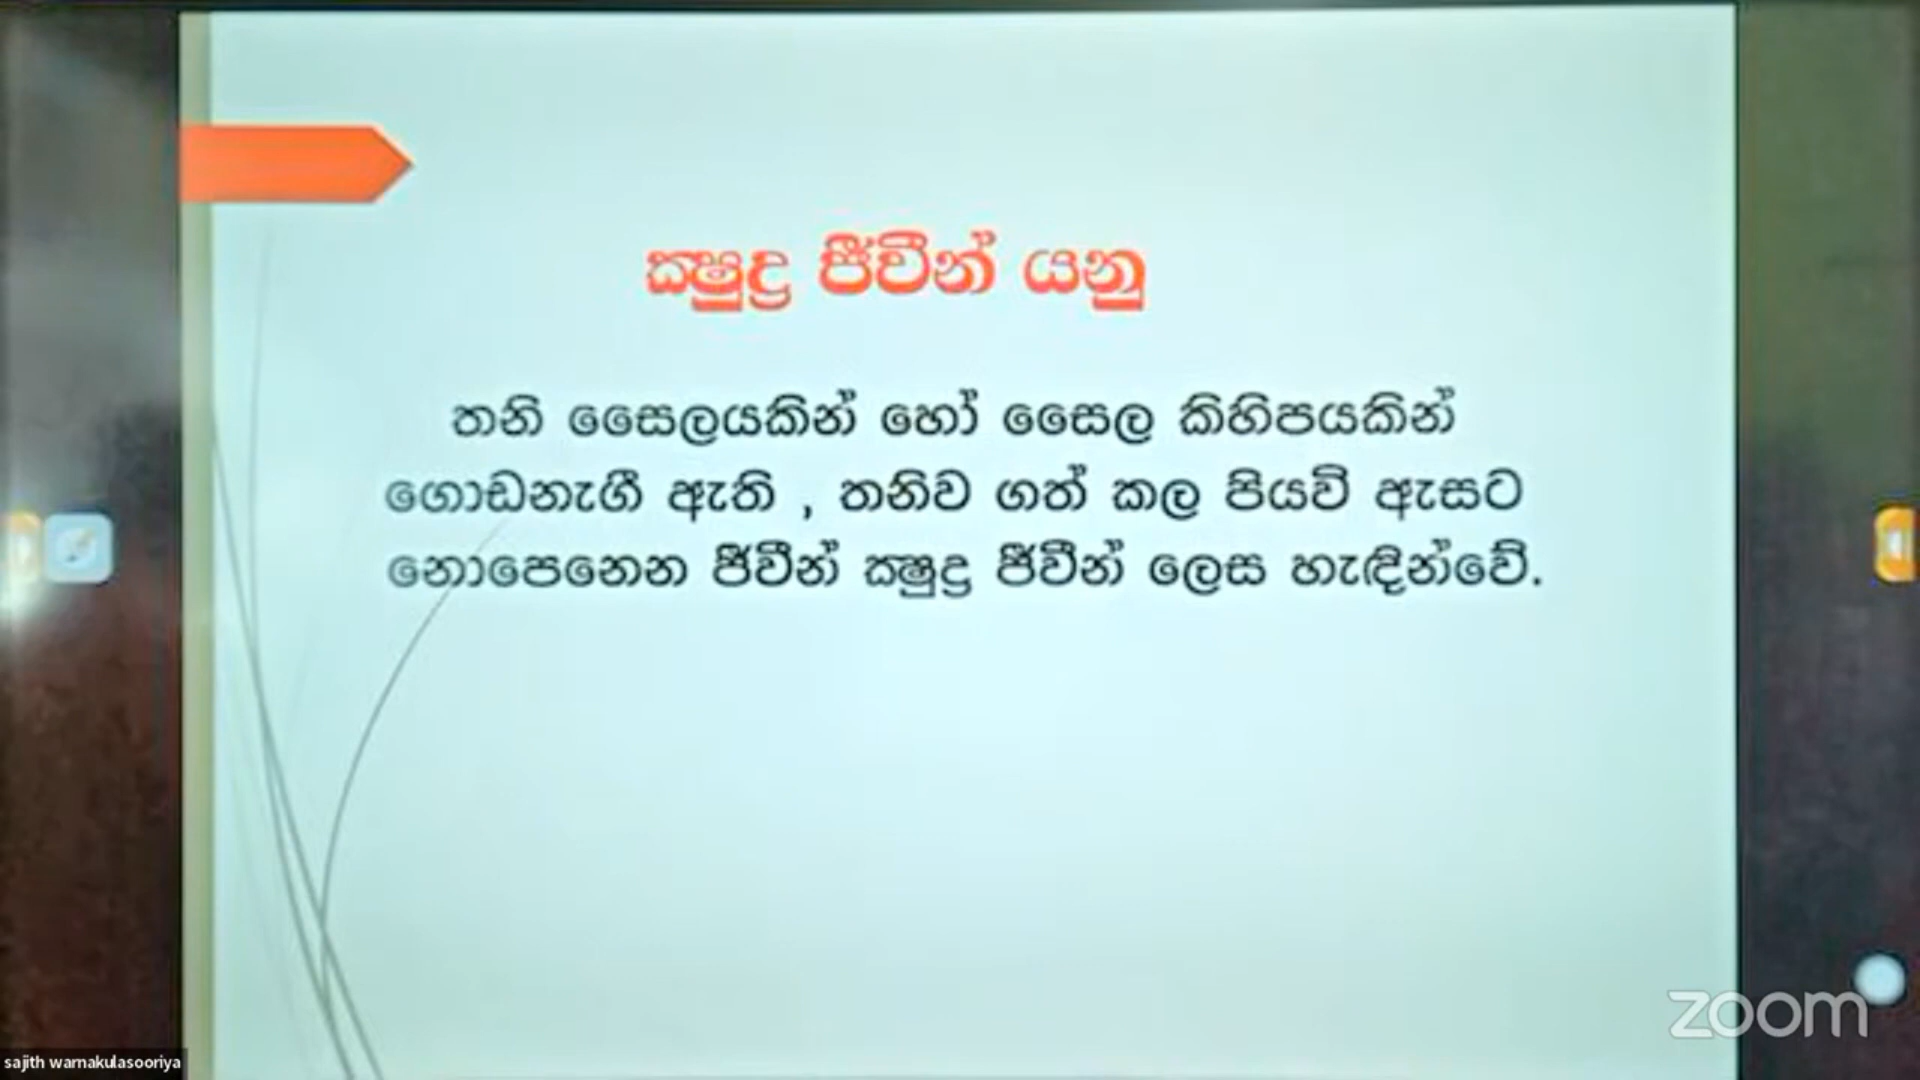 ක්‍ෂුද්‍ර ජීවීන් යනු
තනි සෛලයකින් හෝ සෛල කිහිපයකින්
ගොඩනැගී ඇති , තනිව ගත් කල පියවි ඇසට
නොපෙනෙන ජීවීන් ක්‍ෂුද්‍ර ජීවීන් ලෙස හැඳින්වේ.
zoom
sajith warnakulasooriya